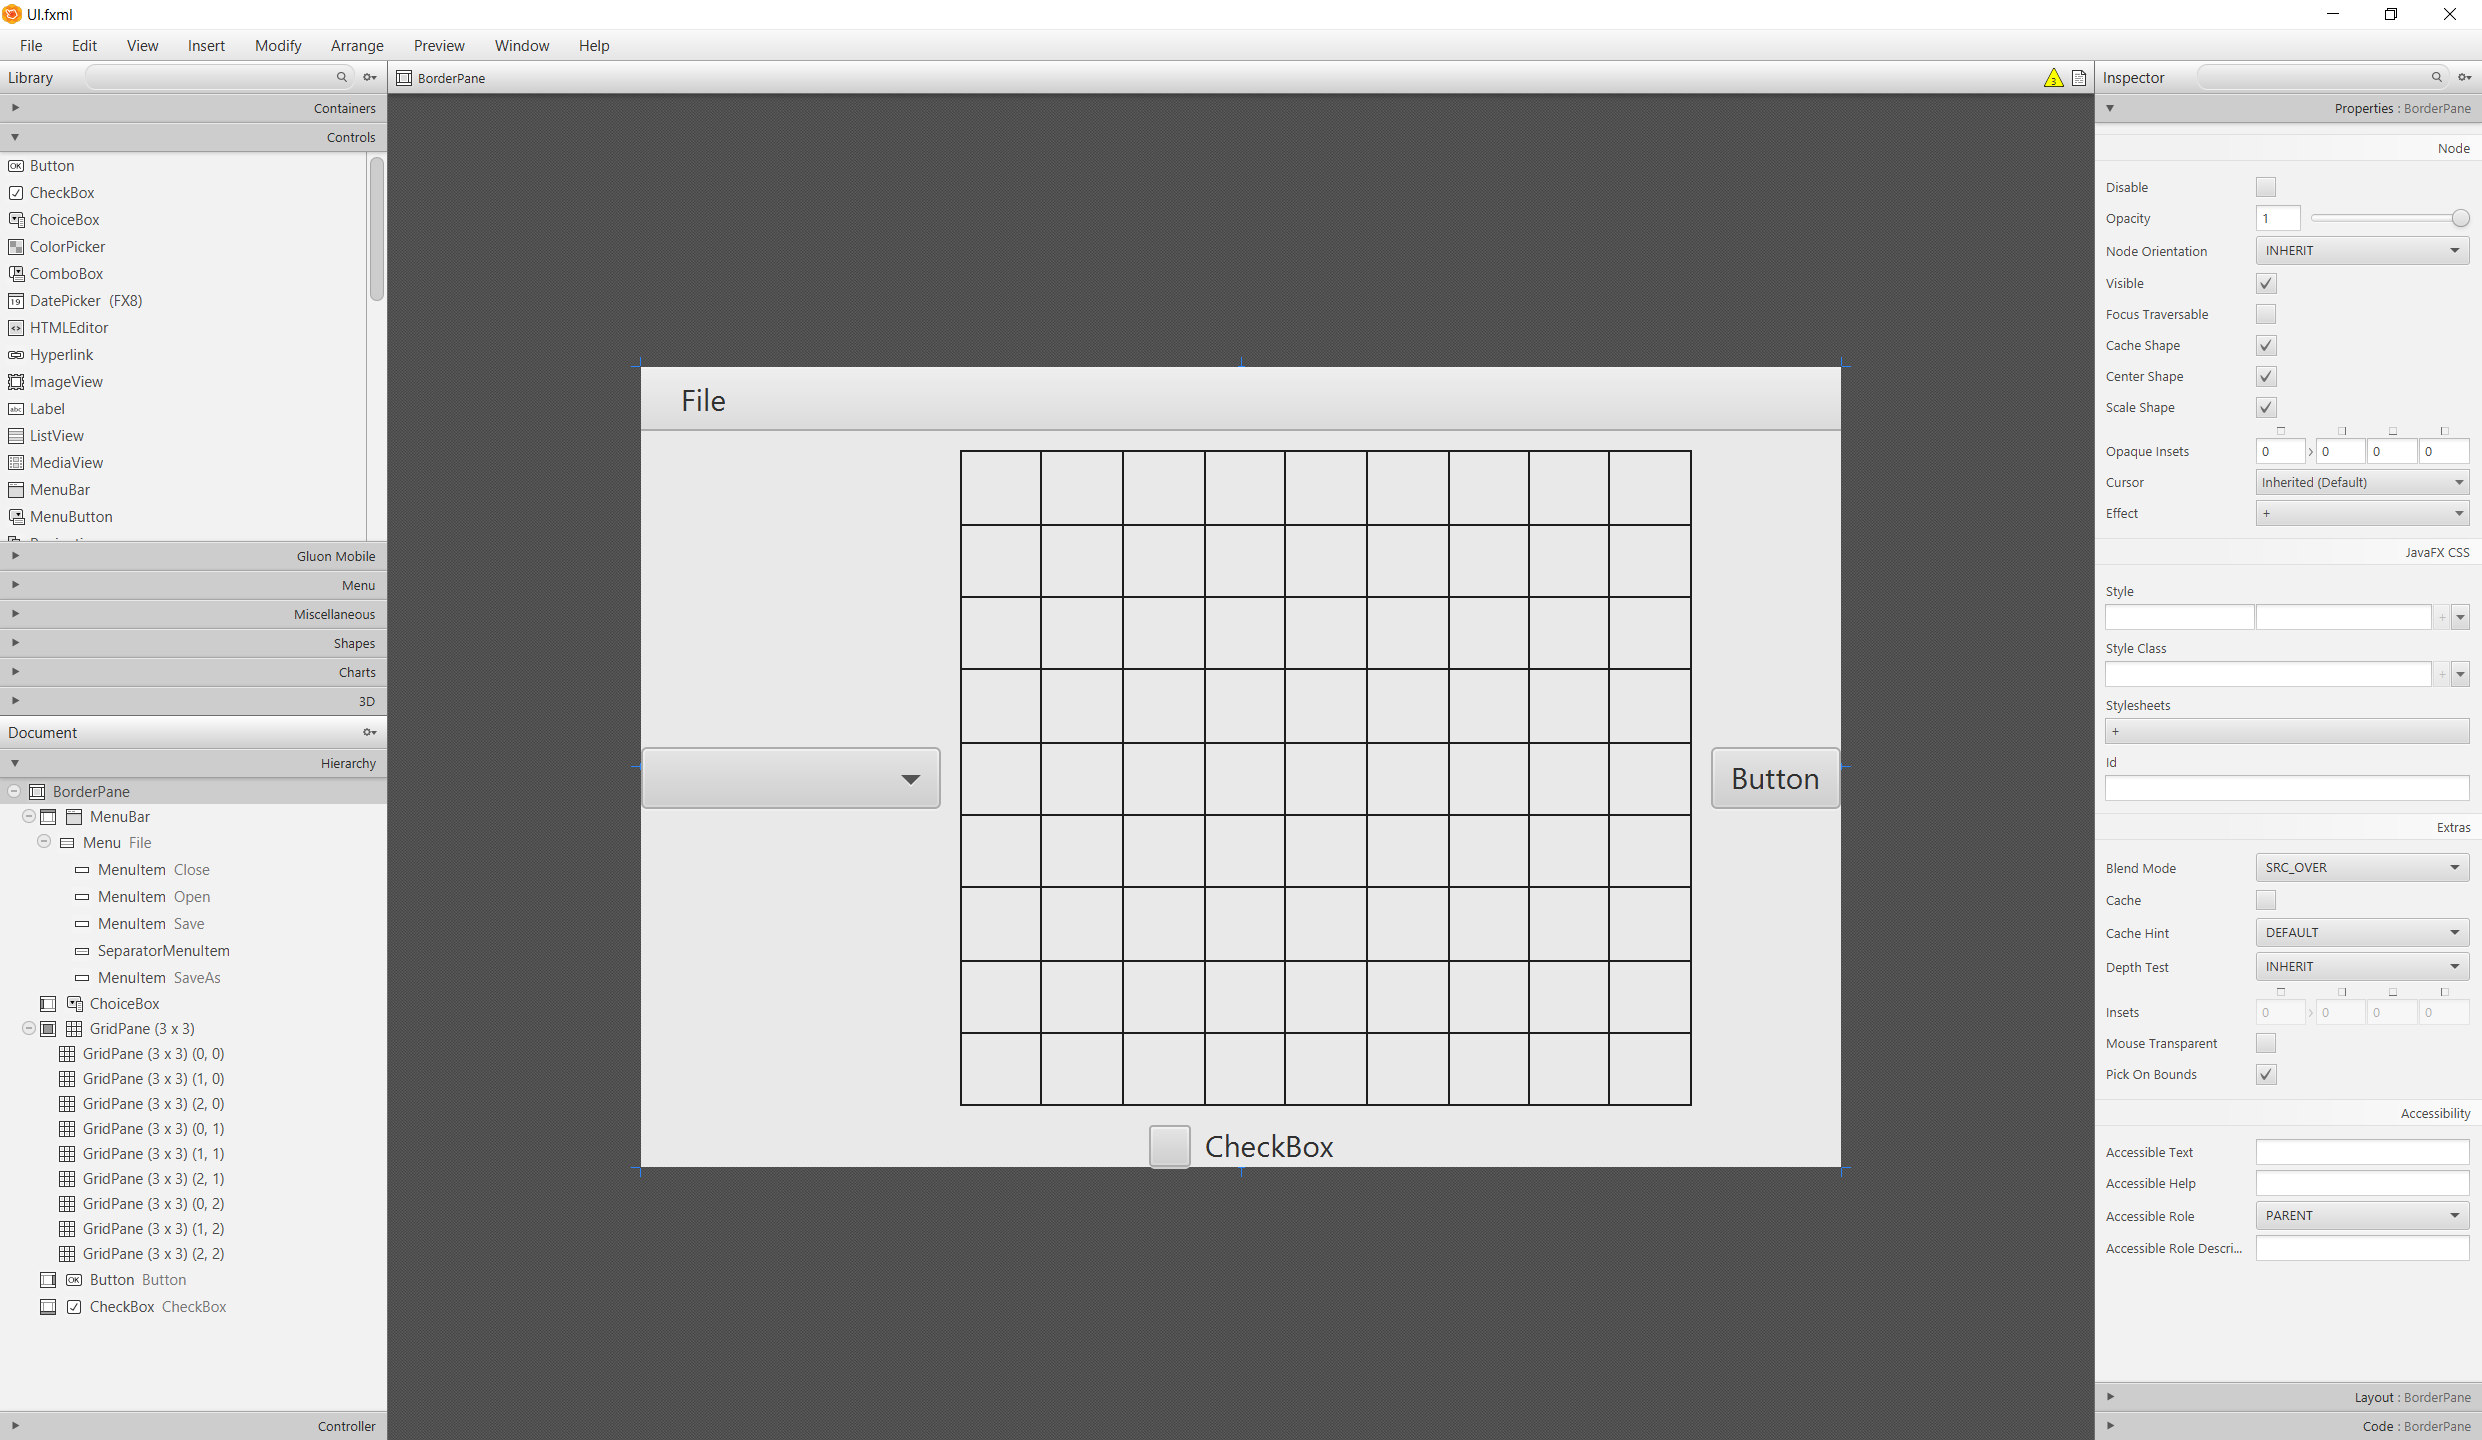 UI.fxml
File Edit View Insert Modify Arrange Preview Window Help
Library
Containers
Controls
OK Button
CheckBox
ChoiceBox
ColorPicker
ComboBox
19 DatePicker (FX8)
HTMLEditor
Hyperlink
ImageView
abc Label
ListView
MediaView
MenuBar
MenuButton
Gluon Mobile
Menu
Miscellaneous
Shapes
Charts
3D
Document
Hierarchy
BorderPane
MenuBar
Menu File
MenuItem Close
MenuItem Open
MenuItem Save
SeparatorMenuItem
MenuItem SaveAs
ChoiceBox
GridPane (3 x 3)
GridPane (3 x 3) (0, 0)
GridPane (3 x 3) (1, 0)
GridPane (3 x 3) (2, 0)
GridPane (3 x 3) (0, 1)
GridPane (3 x 3) (1, 1)
GridPane (3 x 3) (2, 1)
GridPane (3 x 3) (0, 2)
GridPane (3 x 3) (1, 2)
GridPane (3 x 3) (2, 2)
OK Button Button
CheckBox CheckBox
Controller
BorderPane
3
File
Button
CheckBox
Inspector
Properties : BorderPane
Node
Disable
Opacity 1
Node Orientation INHERIT
Visible
Focus Traversable
Cache Shape
Center Shape
Scale Shape
Opaque Insets 0 > 0 0 0
Cursor Inherited (Default)
Effect +
JavaFX CSS
Style
+
Style Class
+
Stylesheets
+
Id
Extras
Blend Mode SRC_OVER
Cache
Cache Hint DEFAULT
Depth Test INHERIT
Insets 0 > 0 0 0
Mouse Transparent
Pick On Bounds
Accessibility
Accessible Text
Accessible Help
Accessible Role PARENT
Accessible Role Descri...
Layout : BorderPane
Code : BorderPane